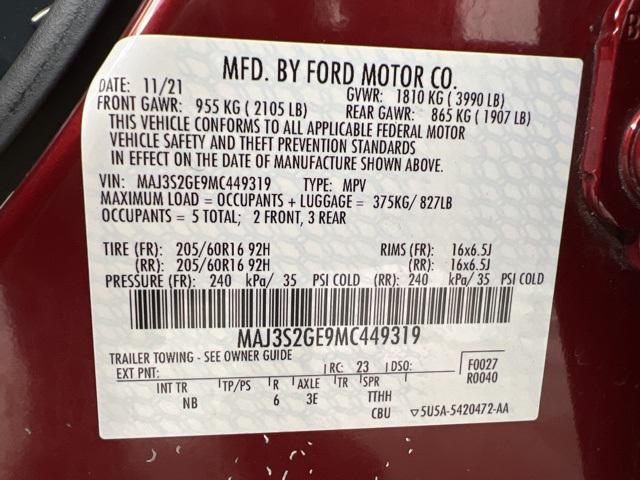 MFD. BY FORD MOTOR CO.
DATE: 11/21 GVWR: 1810 KG ( 3990 LB)
FRONT GAWR: 955 KG ( 2105 LB) REAR GAWR: 865 KG ( 1907 LB)
THIS VEHICLE CONFORMS TO ALL APPLICABLE FEDERAL MOTOR
VEHICLE SAFETY AND THEFT PREVENTION STANDARDS
IN EFFECT ON THE DATE OF MANUFACTURE SHOWN ABOVE.
VIN: MAJ3S2GE9MC449319 TYPE: MPV
MAXIMUM LOAD = OCCUPANTS + LUGGAGE = 375KG/ 827LB
OCCUPANTS = 5 TOTAL; 2 FRONT, 3 REAR
TIRE (FR): 205/60R16 92H RIMS (FR): 16x6.5J
(RR): 205/60R16 92H (RR): 16x6.5J
PRESSURE (FR): 240 kPa/ 35 PSI COLD (RR): 240 kPa/ 35 PSI COLD
MAJ3S2GE9MC449319
TRAILER TOWING - SEE OWNER GUIDE
EXT PNT: RC: 23 DSO: F0027
R0040
INT TR TP/PS R AXLE TR SPR
NB 6 3E TTHH
CBU ▽5U5A-5420472-AA